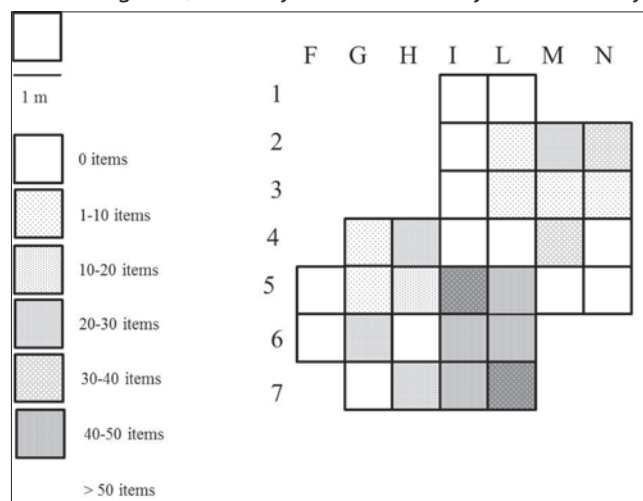 F G H I L M N
1 m
1
2
3
4
5
6
7
0 items
1-10 items
10-20 items
20-30 items
30-40 items
40-50 items
> 50 items